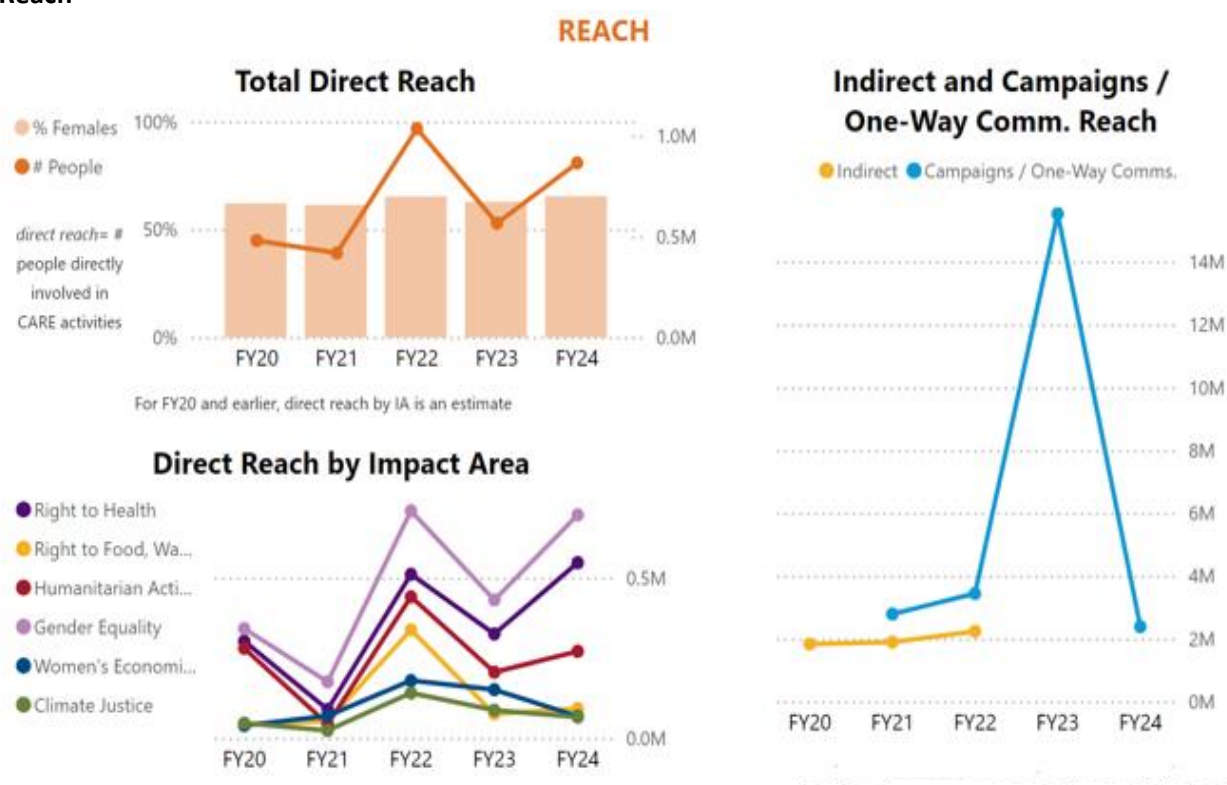 Reach
REACH
Total Direct Reach
% Females
# People
direct reach= #
people directly
involved in
CARE activities
100%
50%
0%
1.0M
0.5M
0.0M
FY20 FY21 FY22 FY23 FY24
For FY20 and earlier, direct reach by IA is an estimate
Direct Reach by Impact Area
Right to Health
Right to Food, Wa...
Humanitarian Acti...
Gender Equality
Women's Economi...
Climate Justice
0.5M
0.0M
FY20 FY21 FY22 FY23 FY24
Indirect and Campaigns /
One-Way Comm. Reach
Indirect Campaigns / One-Way Comms.
14M
12M
10M
8M
6M
4M
2M
0M
FY20 FY21 FY22 FY23 FY24